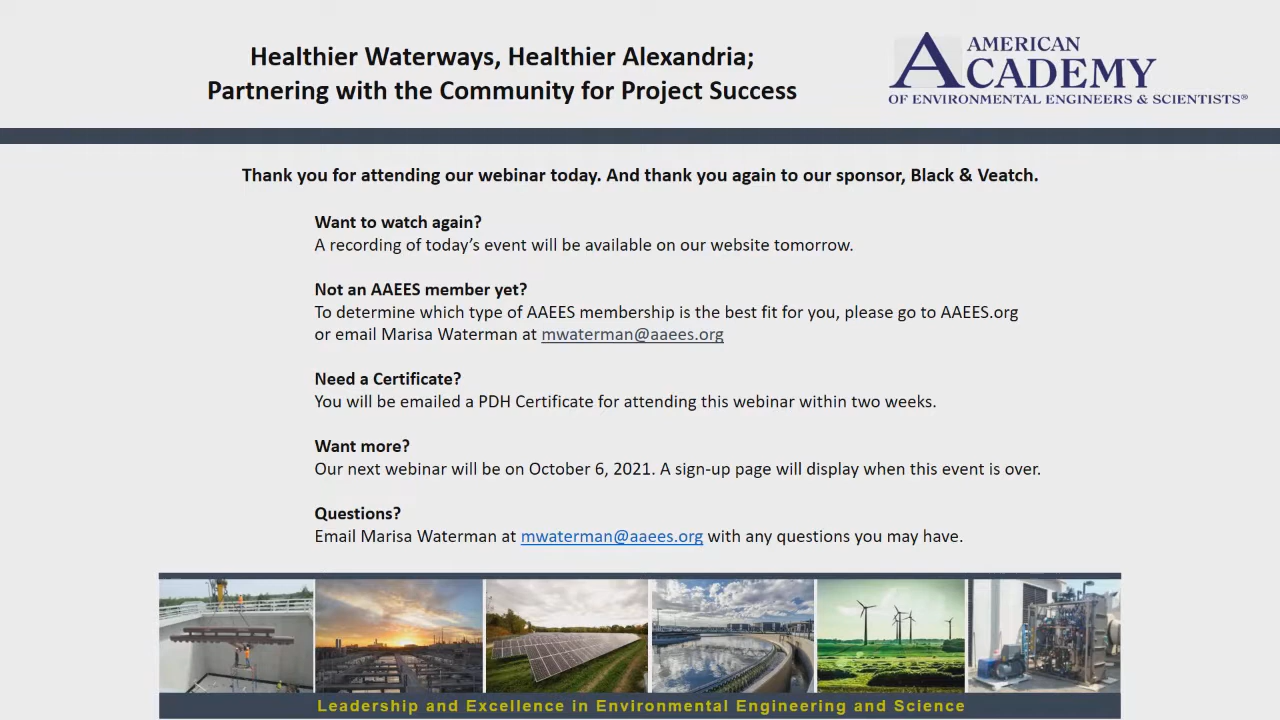 Healthier Waterways, Healthier Alexandria;
Partnering with the Community for Project Success
AMERICAN
ACADEMY
OF ENVIRONMENTAL ENGINEERS & SCIENTISTS®
Thank you for attending our webinar today. And thank you again to our sponsor, Black & Veatch.
Want to watch again?
A recording of today's event will be available on our website tomorrow.
Not an AAEES member yet?
To determine which type of AAEES membership is the best fit for you, please go to AAEES.org
or email Marisa Waterman at mwaterman@aaees.org
Need a Certificate?
You will be emailed a PDH Certificate for attending this webinar within two weeks.
Want more?
Our next webinar will be on October 6, 2021. A sign-up page will display when this event is over.
Questions?
Email Marisa Waterman at mwaterman@aaees.org with any questions you may have.
Leadership and Excellence in Environmental Engineering and Science